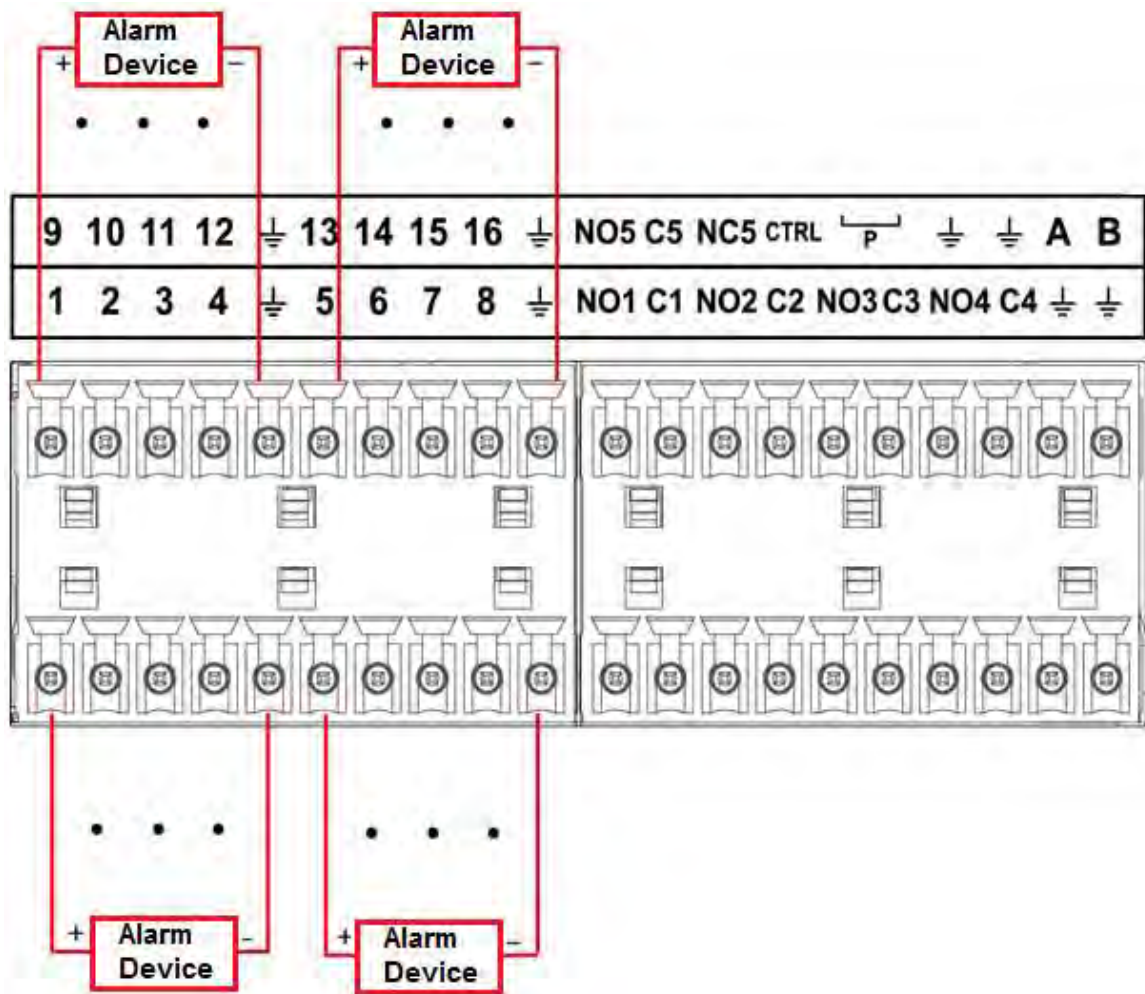 Alarm Device Alarm Device
+ − + −
9 10 11 12 ⏚ 13 14 15 16 ⏚ NO5 C5 NC5 CTRL P ⏚ ⏚ A B
1 2 3 4 ⏚ 5 6 7 8 ⏚ NO1 C1 NO2 C2 NO3 C3 NO4 C4 ⏚ ⏚
+ − + −
Alarm Device Alarm Device